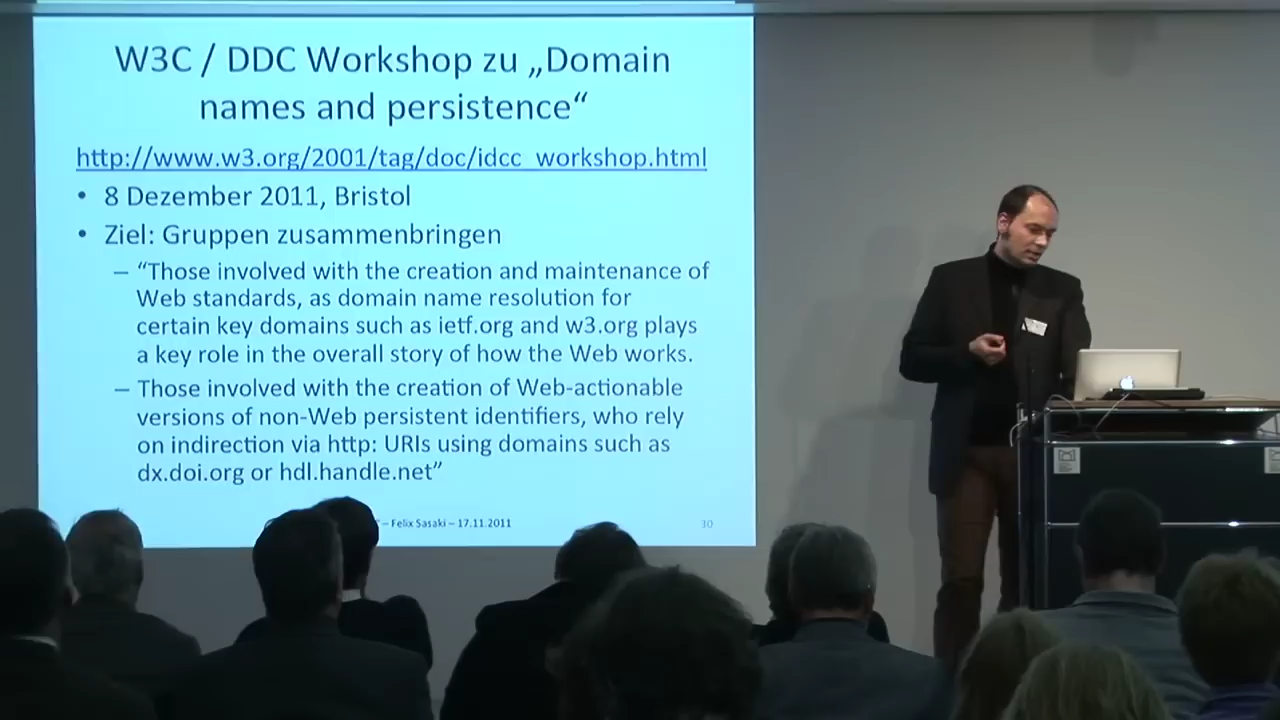 W3C / DDC Workshop zu „Domain
names and persistence“
http://www.w3.org/2001/tag/doc/idcc_workshop.html
• 8 Dezember 2011, Bristol
• Ziel: Gruppen zusammenbringen
– “Those involved with the creation and maintenance of
Web standards, as domain name resolution for
certain key domains such as ietf.org and w3.org plays
a key role in the overall story of how the Web works.
– Those involved with the creation of Web-actionable
versions of non-Web persistent identifiers, who rely
on indirection via http: URIs using domains such as
dx.doi.org or hdl.handle.net”
– Felix Sasaki – 17.11.2011
30